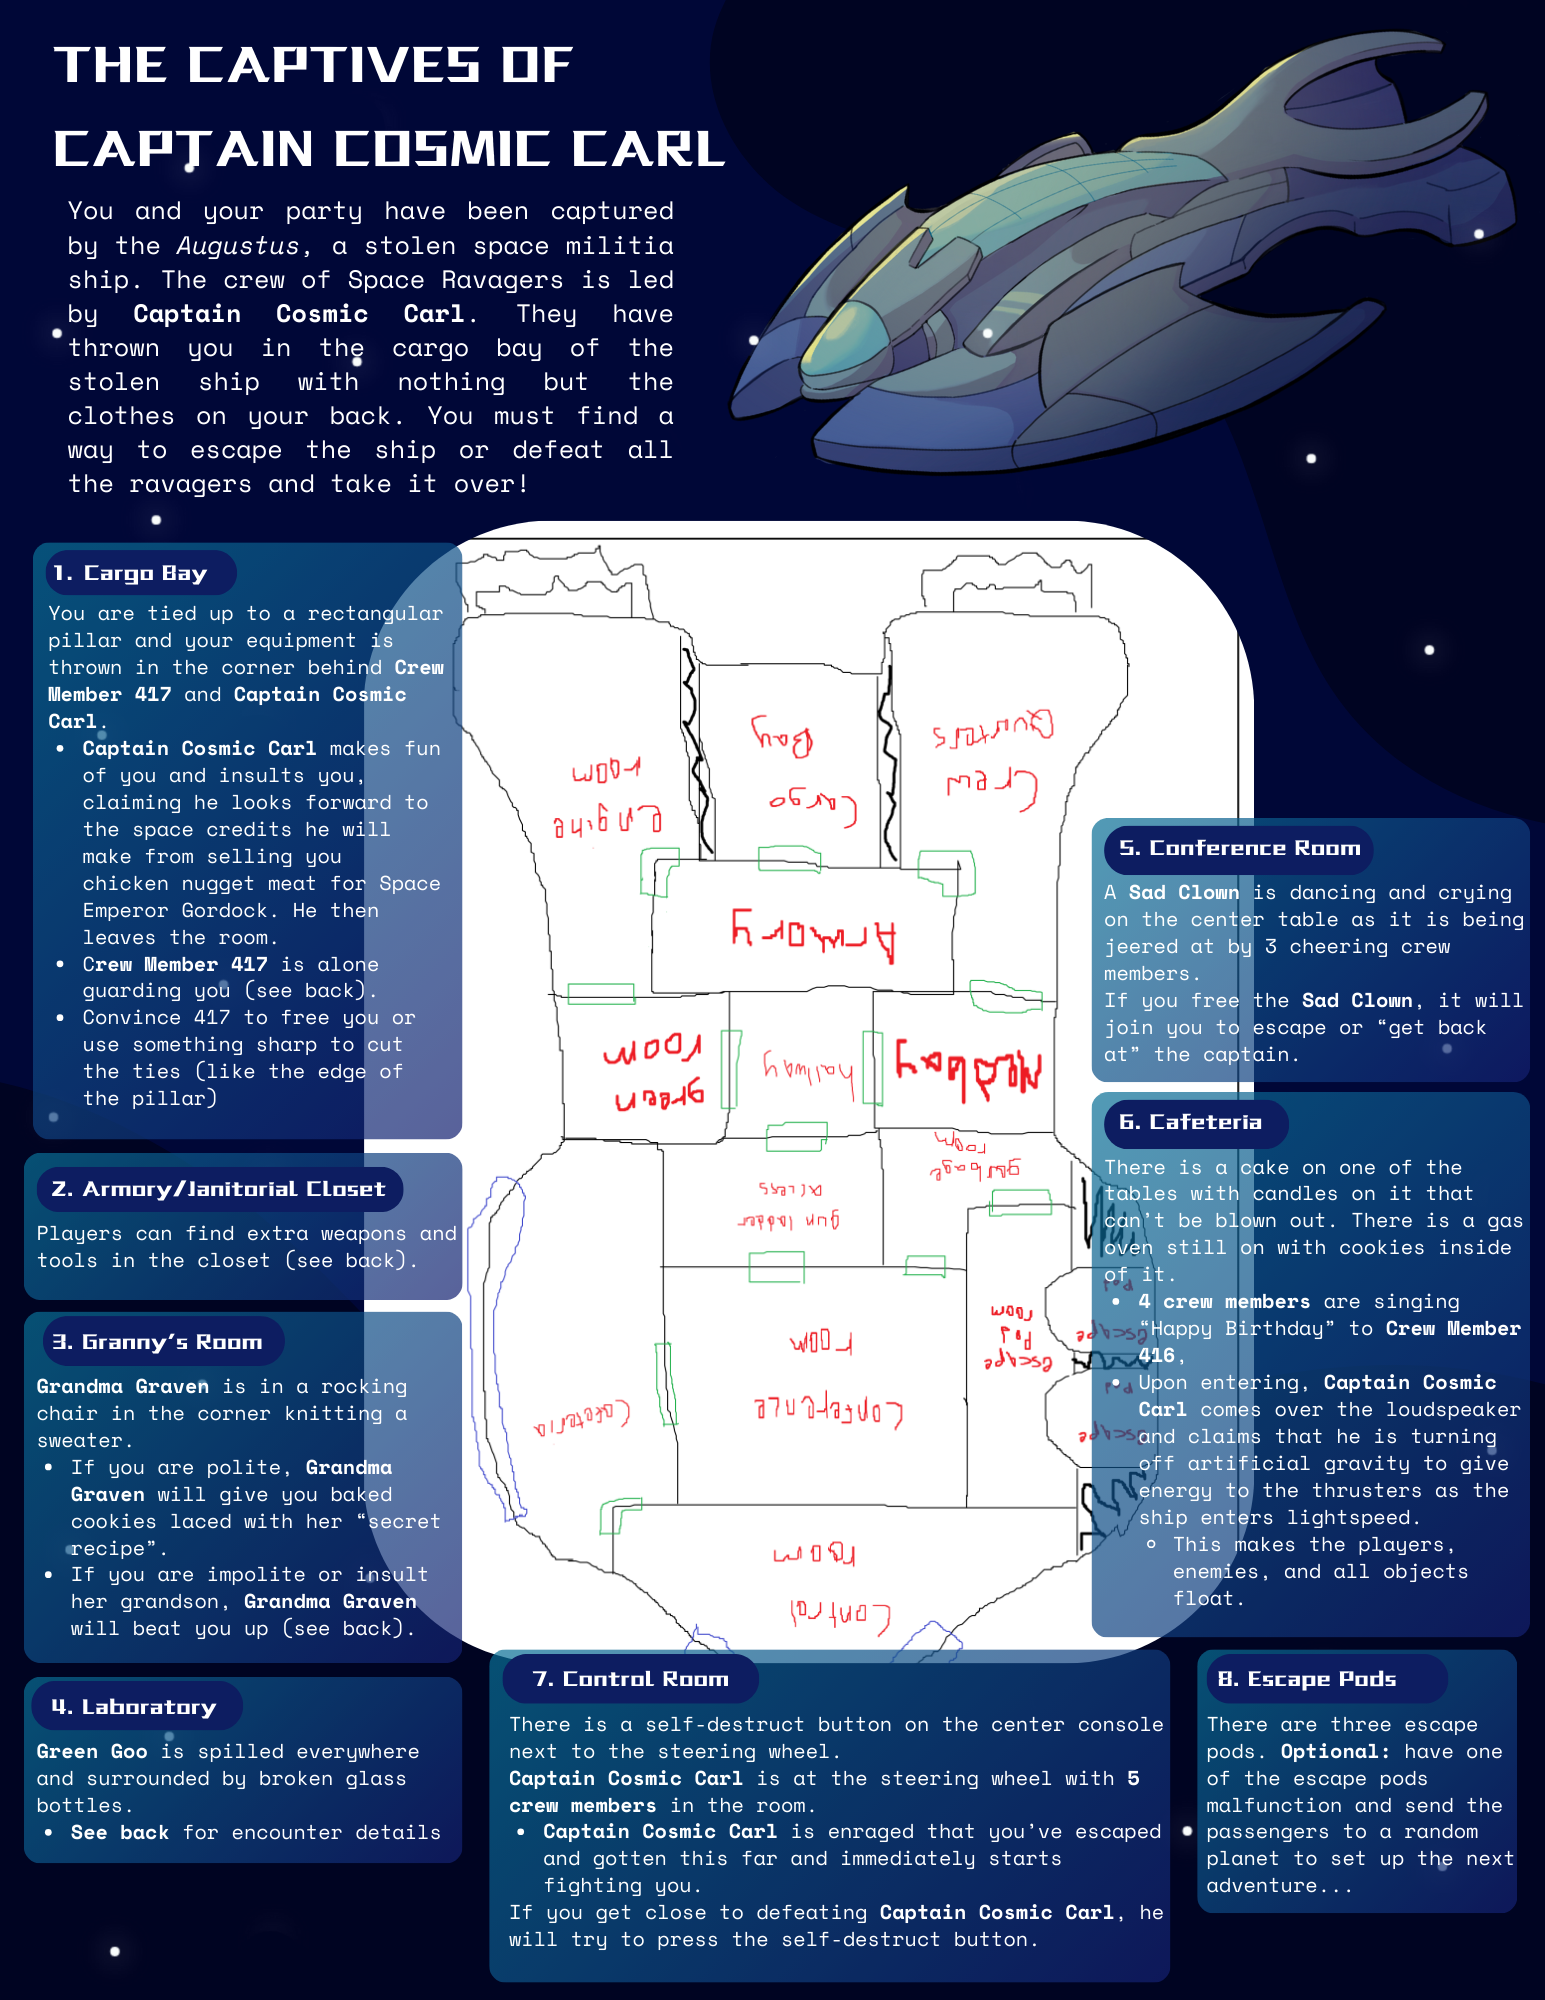 THE CAPTIVES OF
CAPTAIN COSMIC CARL
You and your party have been captured
by the Augustus, a stolen space militia
ship. The crew of Space Ravagers is led
by Captain Cosmic Carl. They have
thrown you in the cargo bay of the
stolen ship with nothing but the
clothes on your back. You must find a
way to escape the ship or defeat all
the ravagers and take it over!
1. Cargo Bay
You are tied up to a rectangular
pillar and your equipment is
thrown in the corner behind Crew
Member 417 and Captain Cosmic
Carl.
• Captain Cosmic Carl makes fun
of you and insults you,
claiming he looks forward to
the space credits he will
make from selling you
chicken nugget meat for Space
Emperor Gordock. He then
leaves the room.
• Crew Member 417 is alone
guarding you (see back).
• Convince 417 to free you or
use something sharp to cut
the ties (like the edge of
the pillar)
2. Armory/Janitorial Closet
Players can find extra weapons and
tools in the closet (see back).
3. Granny's Room
Grandma Graven is in a rocking
chair in the corner knitting a
sweater.
• If you are polite, Grandma
Graven will give you baked
cookies laced with her “secret
recipe”.
• If you are impolite or insult
her grandson, Grandma Graven
will beat you up (see back).
4. Laboratory
Green Goo is spilled everywhere
and surrounded by broken glass
bottles.
• See back for encounter details
engine
room
Cargo
Bay
Crew
Quarters
Armory
green
room
hallway
Medbay
garbage
room
gun ladder
access
Escape
Pod
room
Escape
Pod
Escape
Pod
Conference
room
Cafeteria
Control
room
5. Conference Room
A Sad Clown is dancing and crying
on the center table as it is being
jeered at by 3 cheering crew
members.
If you free the Sad Clown, it will
join you to escape or “get back
at” the captain.
6. Cafeteria
There is a cake on one of the
tables with candles on it that
can't be blown out. There is a gas
oven still on with cookies inside
of it.
• 4 crew members are singing
“Happy Birthday” to Crew Member
416,
• Upon entering, Captain Cosmic
Carl comes over the loudspeaker
and claims that he is turning
off artificial gravity to give
energy to the thrusters as the
ship enters lightspeed.
◦ This makes the players,
enemies, and all objects
float.
7. Control Room
There is a self-destruct button on the center console
next to the steering wheel.
Captain Cosmic Carl is at the steering wheel with 5
crew members in the room.
• Captain Cosmic Carl is enraged that you've escaped
and gotten this far and immediately starts
fighting you.
If you get close to defeating Captain Cosmic Carl, he
will try to press the self-destruct button.
8. Escape Pods
There are three escape
pods. Optional: have one
of the escape pods
malfunction and send the
passengers to a random
planet to set up the next
adventure...